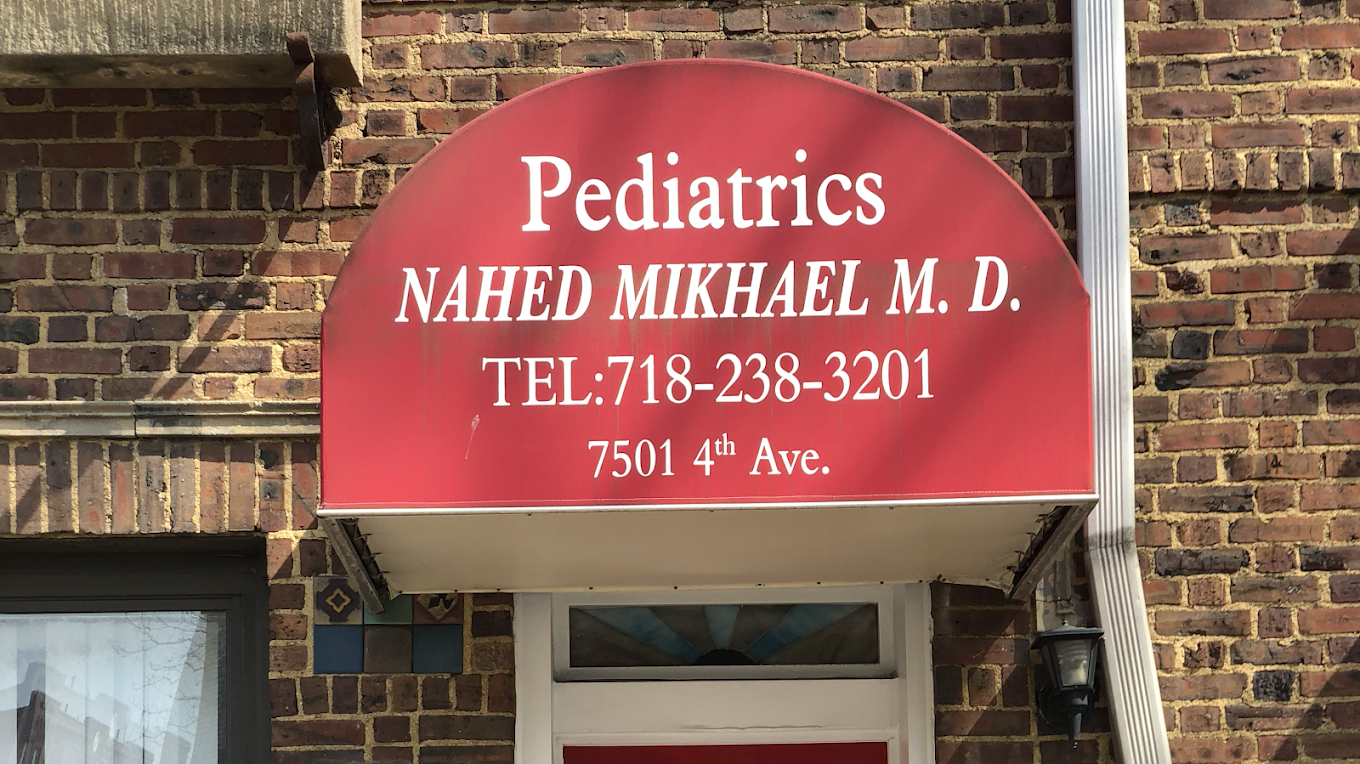 Pediatrics
NAHED MIKHAEL M. D.
TEL:718-238-3201
7501 4th Ave.